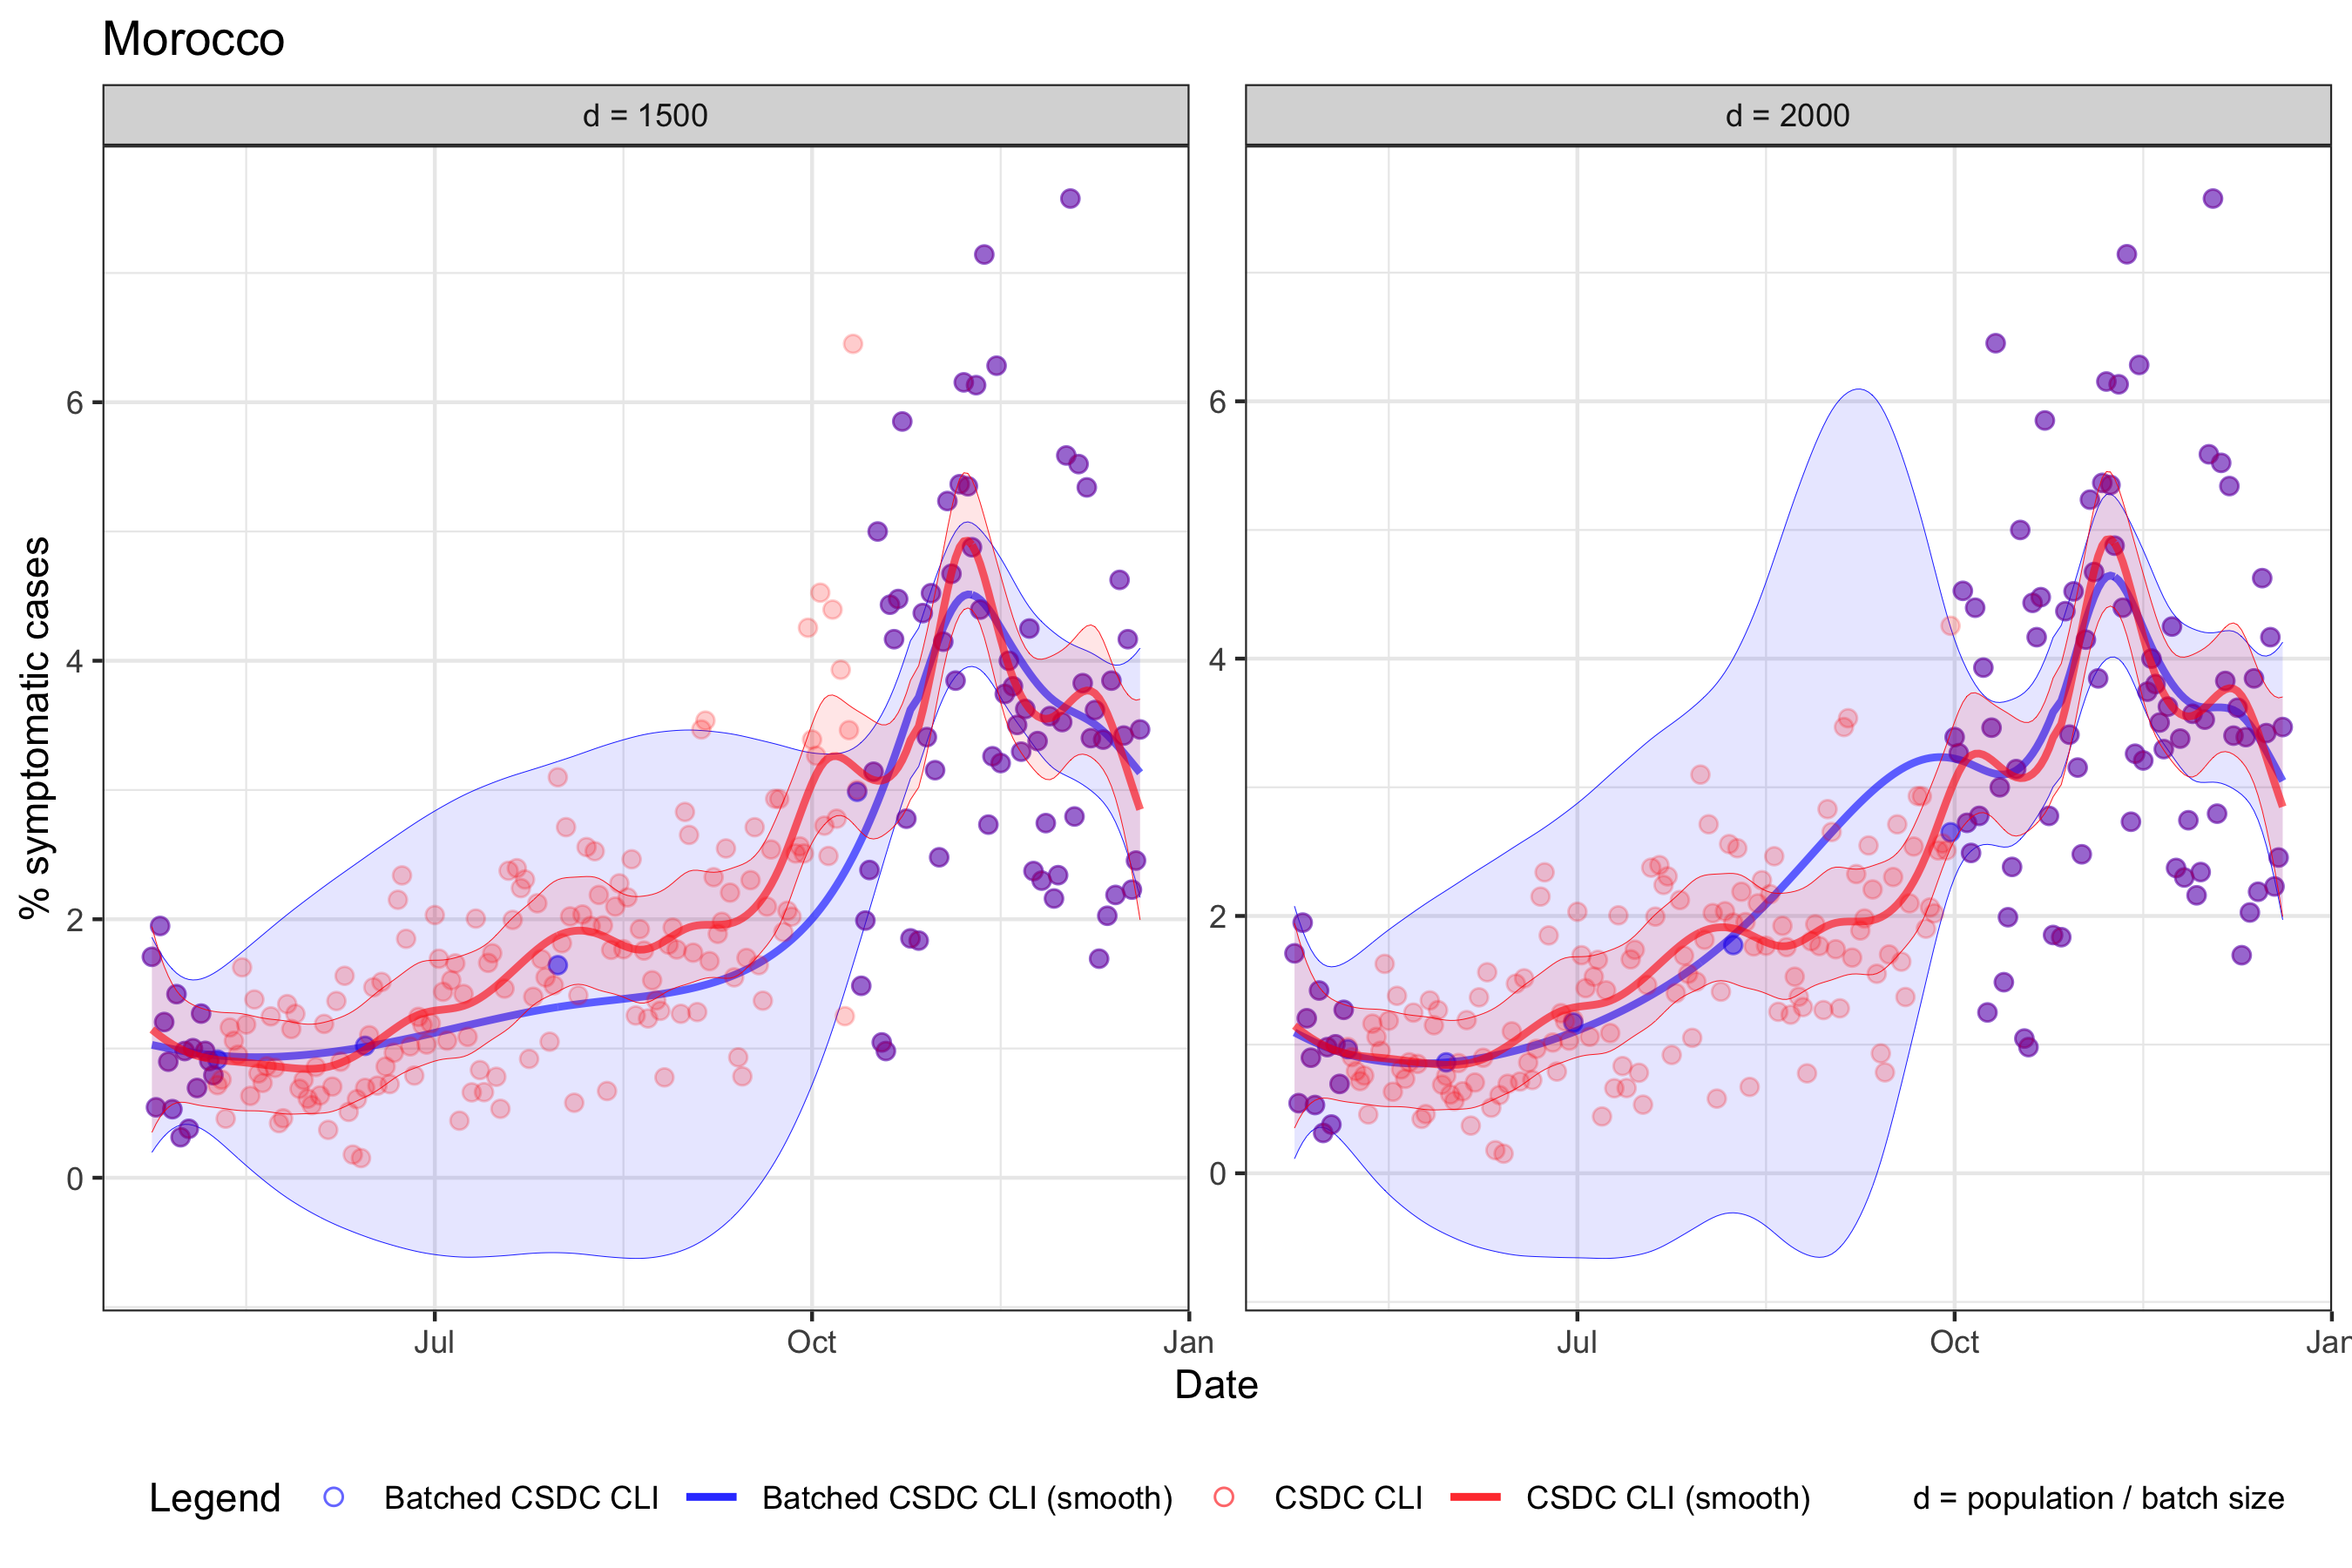 Morocco
d = 1500
d = 2000
% symptomatic cases
6
4
2
0
6
4
2
0
Jul
Oct
Jan
Jul
Oct
Jan
Date
Legend
Batched CSDC CLI
Batched CSDC CLI (smooth)
CSDC CLI
CSDC CLI (smooth)
d = population / batch size